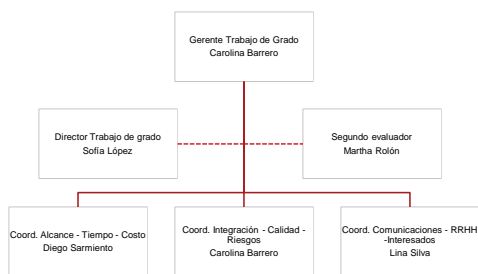 Gerente Trabajo de Grado
Carolina Barrero
Director Trabajo de grado
Sofía López
Segundo evaluador
Martha Rolón
Coord. Alcance - Tiempo - Costo
Diego Sarmiento
Coord. Integración - Calidad -
Riesgos
Carolina Barrero
Coord. Comunicaciones - RRHH
-Interesados
Lina Silva